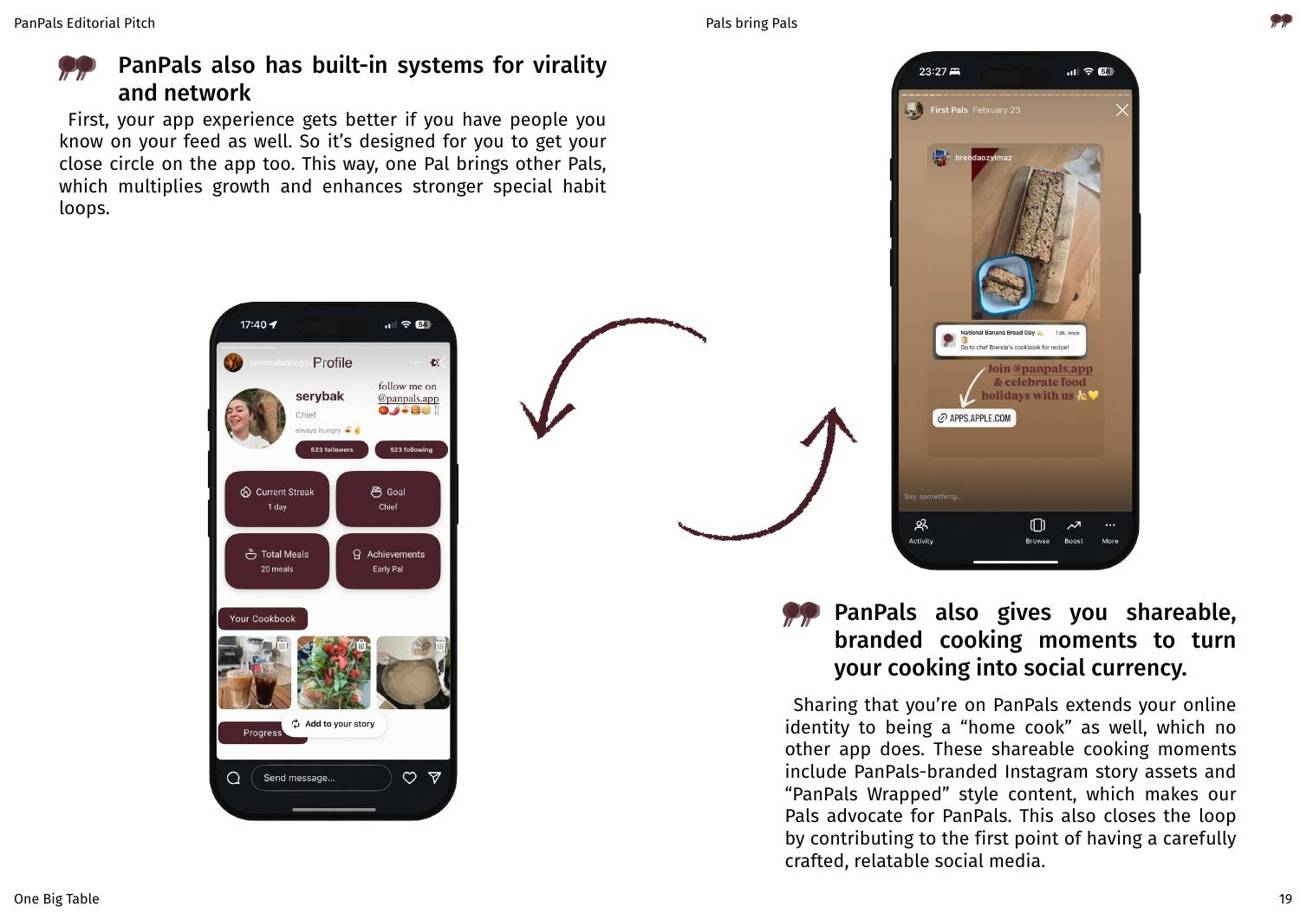 PanPals Editorial Pitch
Pals bring Pals
PanPals also has built-in systems for virality
and network
First, your app experience gets better if you have people you
know on your feed as well. So it’s designed for you to get your
close circle on the app too. This way, one Pal brings other Pals,
which multiplies growth and enhances stronger special habit
loops.
17:40
54
Profile
serybak
Chief
always hungry
follow me on
@panpals.app
523 followers
523 following
Current Streak
1 day
Goal
Chief
Total Meals
20 meals
Achievements
Early Pal
Your Cookbook
Add to your story
Progress
Send message...
23:27
First Pals February 23
brendaozylmaz
National Banana Bread Day
1 dk. önce
Go to chef Brenda's cookbook for recipe!
Join @panpals.app
& celebrate food
holidays with us
APPS.APPLE.COM
Say something...
Activity
Browse
Boost
More
PanPals also gives you shareable,
branded cooking moments to turn
your cooking into social currency.
Sharing that you’re on PanPals extends your online
identity to being a “home cook” as well, which no
other app does. These shareable cooking moments
include PanPals-branded Instagram story assets and
“PanPals Wrapped” style content, which makes our
Pals advocate for PanPals. This also closes the loop
by contributing to the first point of having a carefully
crafted, relatable social media.
One Big Table
19